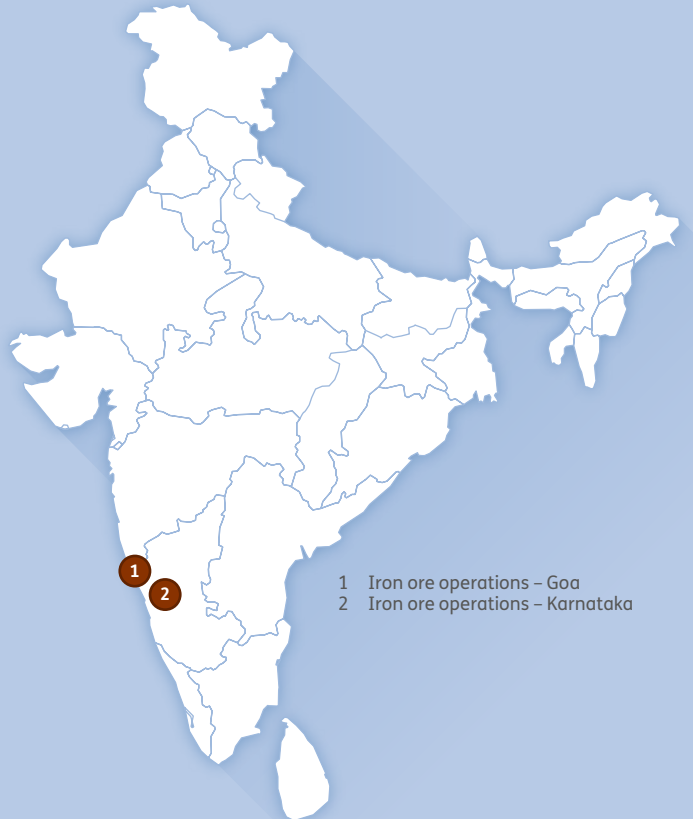 1
2
1 Iron ore operations – Goa
2 Iron ore operations – Karnataka